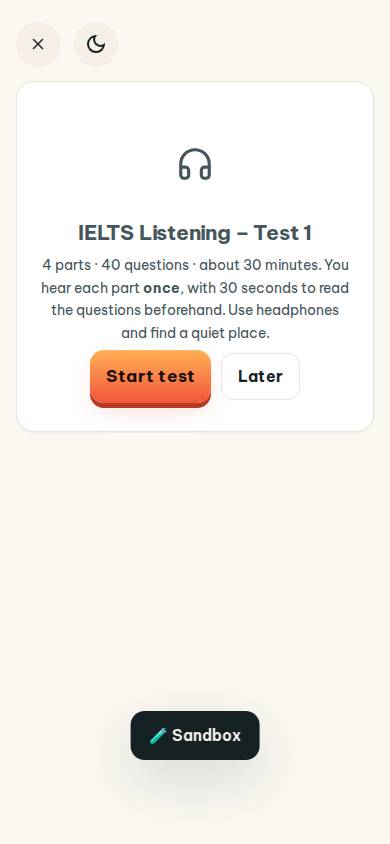 IELTS Listening – Test 1
4 parts · 40 questions · about 30 minutes. You
hear each part once, with 30 seconds to read
the questions beforehand. Use headphones
and find a quiet place.
Start test
Later
🧪 Sandbox